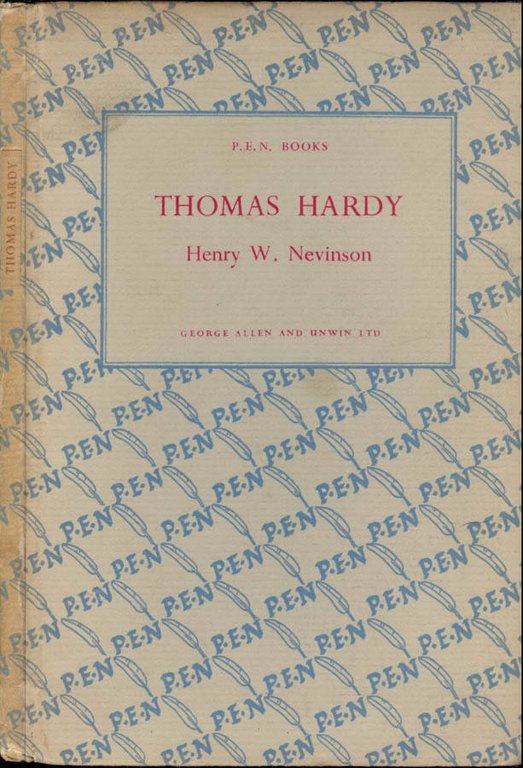 P.E.N. BOOKS
THOMAS HARDY
Henry W. Nevinson
GEORGE ALLEN AND UNWIN LTD
THOMAS HARDY
P·E·N